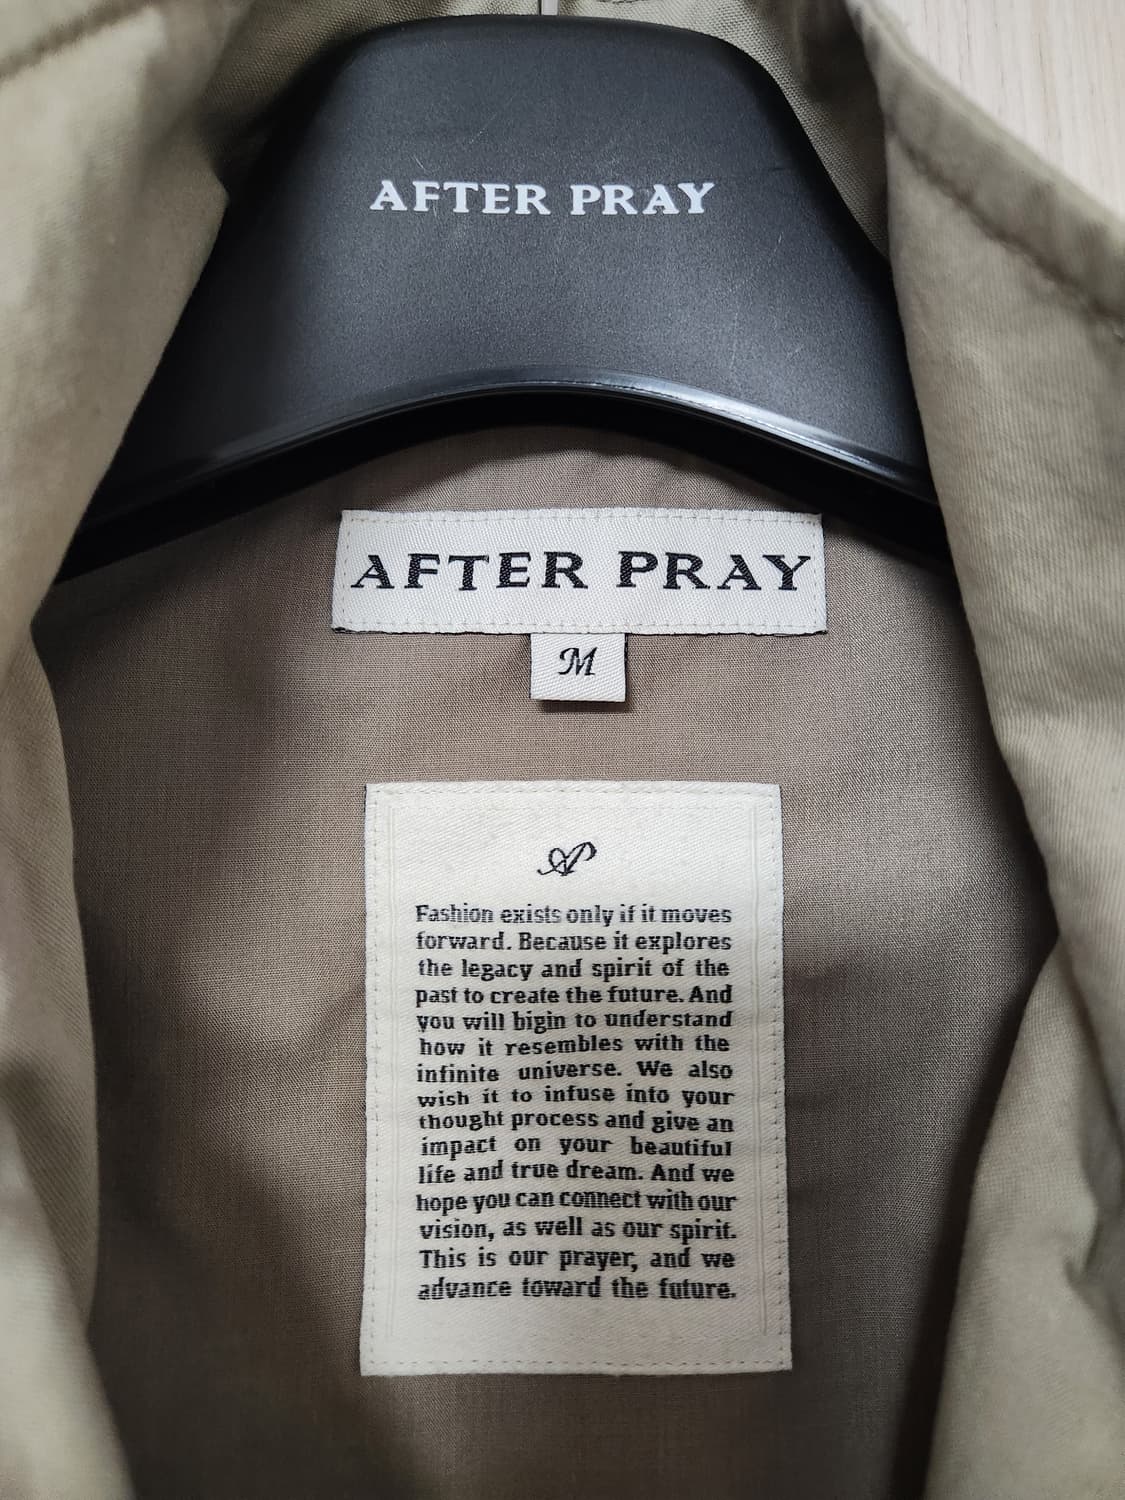 AFTER PRAY
AFTER PRAY
M
AP
Fashion exists only if it moves
forward. Because it explores
the legacy and spirit of the
past to create the future. And
you will bigin to understand
how it resembles with the
infinite universe. We also
wish it to infuse into your
thought process and give an
impact on your beautiful
life and true dream. And we
hope you can connect with our
vision, as well as our spirit.
This is our prayer, and we
advance toward the future.